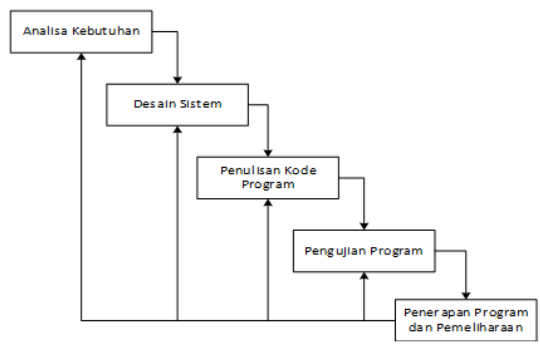 Analisa Kebutuhan
Desain Sistem
Penulisan Kode
Program
Pengujian Program
Penerapan Program
dan Pemeliharaan